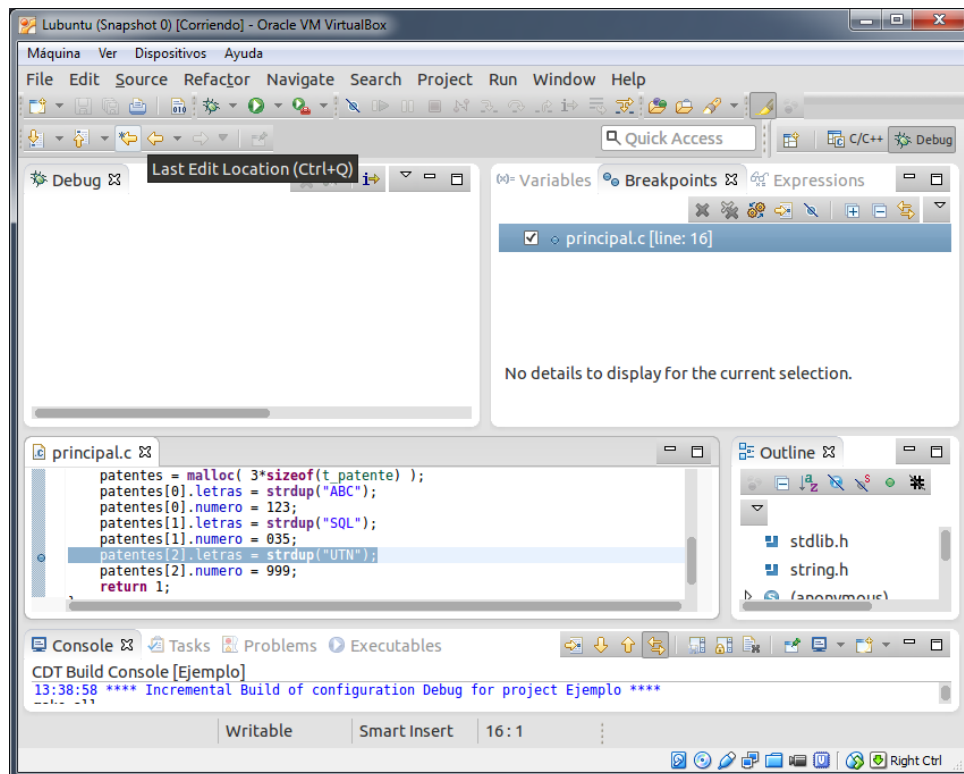 Lubuntu (Snapshot 0) [Corriendo] - Oracle VM VirtualBox
Máquina Ver Dispositivos Ayuda
File Edit Source Refactor Navigate Search Project Run Window Help
010
Quick Access
C/C++ Debug
Last Edit Location (Ctrl+Q)
Debug
(x)= Variables Breakpoints Expressions
principal.c [line: 16]
No details to display for the current selection.
principal.c
patentes = malloc( 3*sizeof(t_patente) );
patentes[0].letras = strdup("ABC");
patentes[0].numero = 123;
patentes[1].letras = strdup("SQL");
patentes[1].numero = 035;
patentes[2].letras = strdup("UTN");
patentes[2].numero = 999;
return 1;
}
Outline
stdlib.h
string.h
(anonymous)
Console Tasks Problems Executables
CDT Build Console [Ejemplo]
13:38:58 **** Incremental Build of configuration Debug for project Ejemplo ****
make all
Writable Smart Insert 16 : 1
Right Ctrl